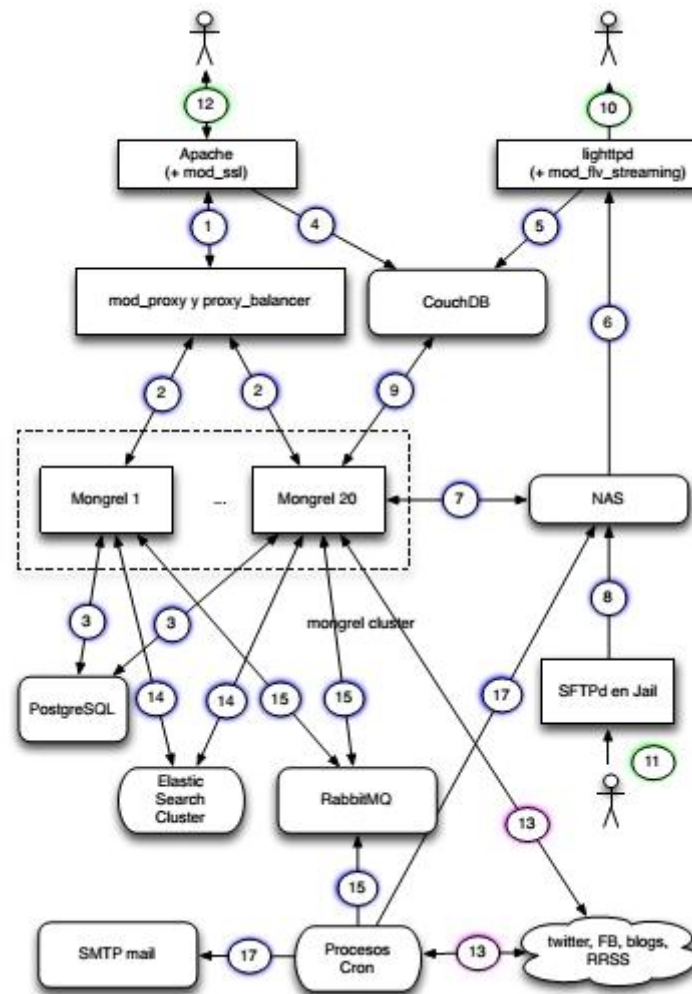 12
10
Apache
(+ mod_ssl)
lighttpd
(+ mod_flv_streaming)
1
4
5
mod_proxy y proxy_balancer
CouchDB
6
2
2
9
Mongrel 1
...
Mongrel 20
7
NAS
3
3
mongrel cluster
8
14
14
15
15
17
PostgreSQL
SFTPd en Jail
11
Elastic
Search
Cluster
RabbitMQ
13
15
SMTP mail
17
Procesos
Cron
13
twitter, FB, blogs,
RRSS